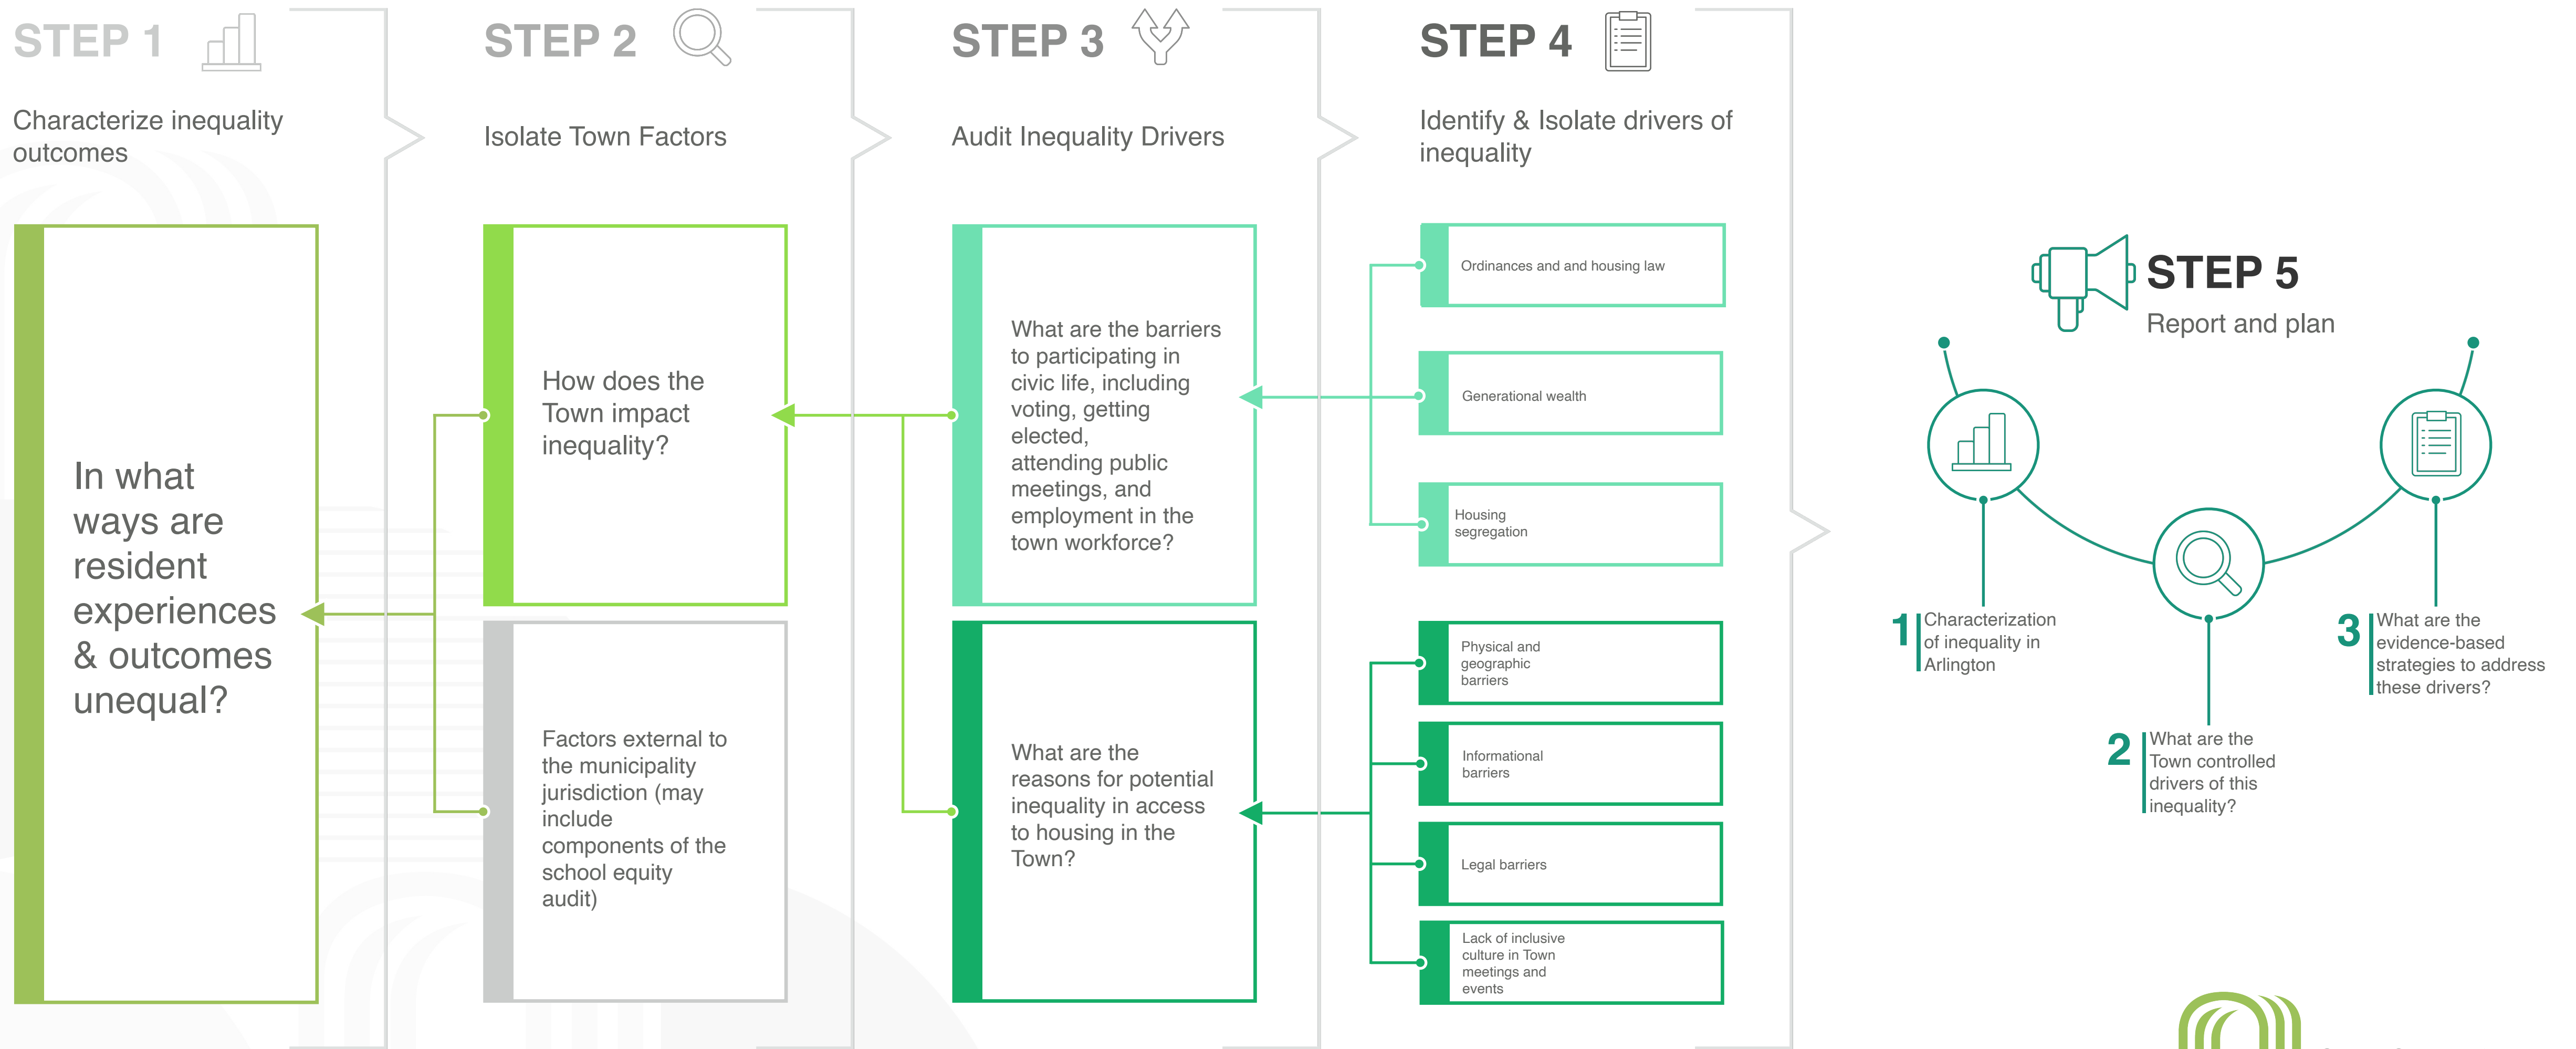 STEP 1
Characterize inequality
outcomes
In what
ways are
resident
experiences
& outcomes
unequal?
STEP 2
Isolate Town Factors
How does the
Town impact
inequality?
Factors external to
the municipality
jurisdiction (may
include
components of the
school equity
audit)
STEP 3
Audit Inequality Drivers
What are the barriers
to participating in
civic life, including
voting, getting
elected,
attending public
meetings, and
employment in the
town workforce?
What are the
reasons for potential
inequality in access
to housing in the
Town?
STEP 4
Identify & Isolate drivers of
inequality
Ordinances and and housing law
Generational wealth
Housing
segregation
Physical and
geographic
barriers
Informational
barriers
Legal barriers
Lack of inclusive
culture in Town
meetings and
events
STEP 5
Report and plan
1
Characterization
of inequality in
Arlington
2
What are the
Town controlled
drivers of this
inequality?
3
What are the
evidence-based
strategies to address
these drivers?